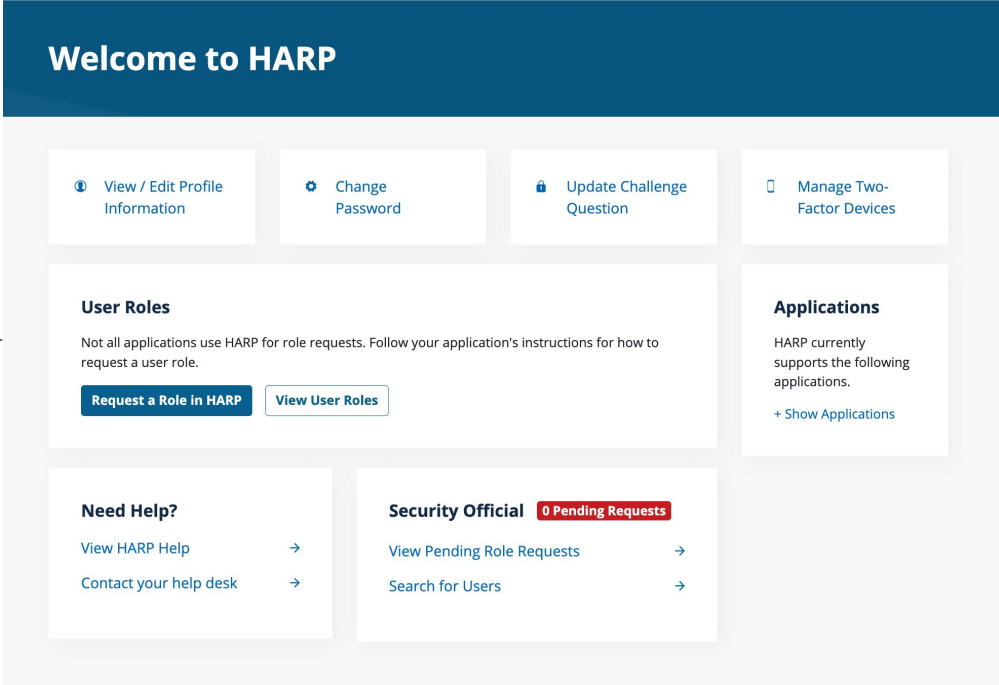 Welcome to HARP
View / Edit Profile
Information
Change
Password
Update Challenge
Question
Manage Two-
Factor Devices
User Roles
Not all applications use HARP for role requests. Follow your application's instructions for how to
request a user role.
Request a Role in HARP
View User Roles
Applications
HARP currently
supports the following
applications.
+ Show Applications
Need Help?
View HARP Help
Contact your help desk
Security Official
0 Pending Requests
View Pending Role Requests
Search for Users